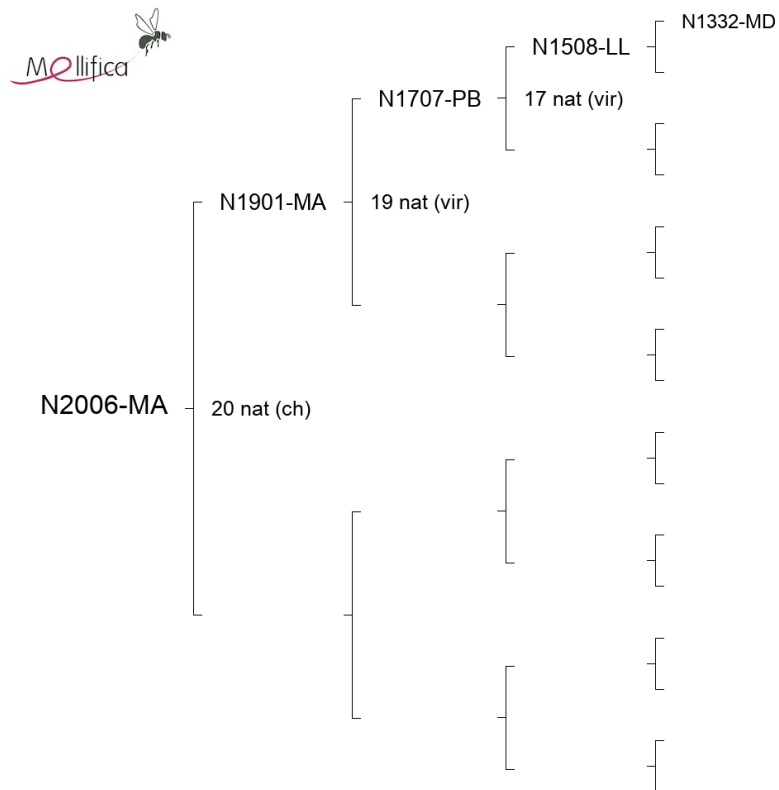 Mellifica
N1332-MD
N1508-LL
N1707-PB
17 nat (vir)
N1901-MA
19 nat (vir)
N2006-MA
20 nat (ch)